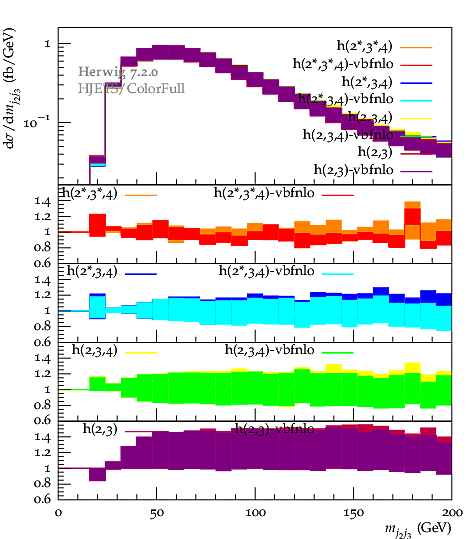 dσ/dm_{j2j3} (fb/GeV)
1
10⁻¹
Herwig 7.2.0
HJETS/ColorFull
h(2*,3*,4)
h(2*,3*,4)-vbfnlo
h(2*,3,4)
h(2*,3,4)-vbfnlo
h(2,3,4)
h(2,3,4)-vbfnlo
h(2,3)
h(2,3)-vbfnlo
h(2*,3*,4) h(2*,3*,4)-vbfnlo
1.4
1.2
1
0.8
0.6
h(2*,3,4) h(2*,3,4)-vbfnlo
1.4
1.2
1
0.8
0.6
h(2,3,4) h(2,3,4)-vbfnlo
1.4
1.2
1
0.8
0.6
h(2,3) h(2,3)-vbfnlo
1.4
1.2
1
0.8
0.6
0 50 100 150 200
m_{j2j3} (GeV)